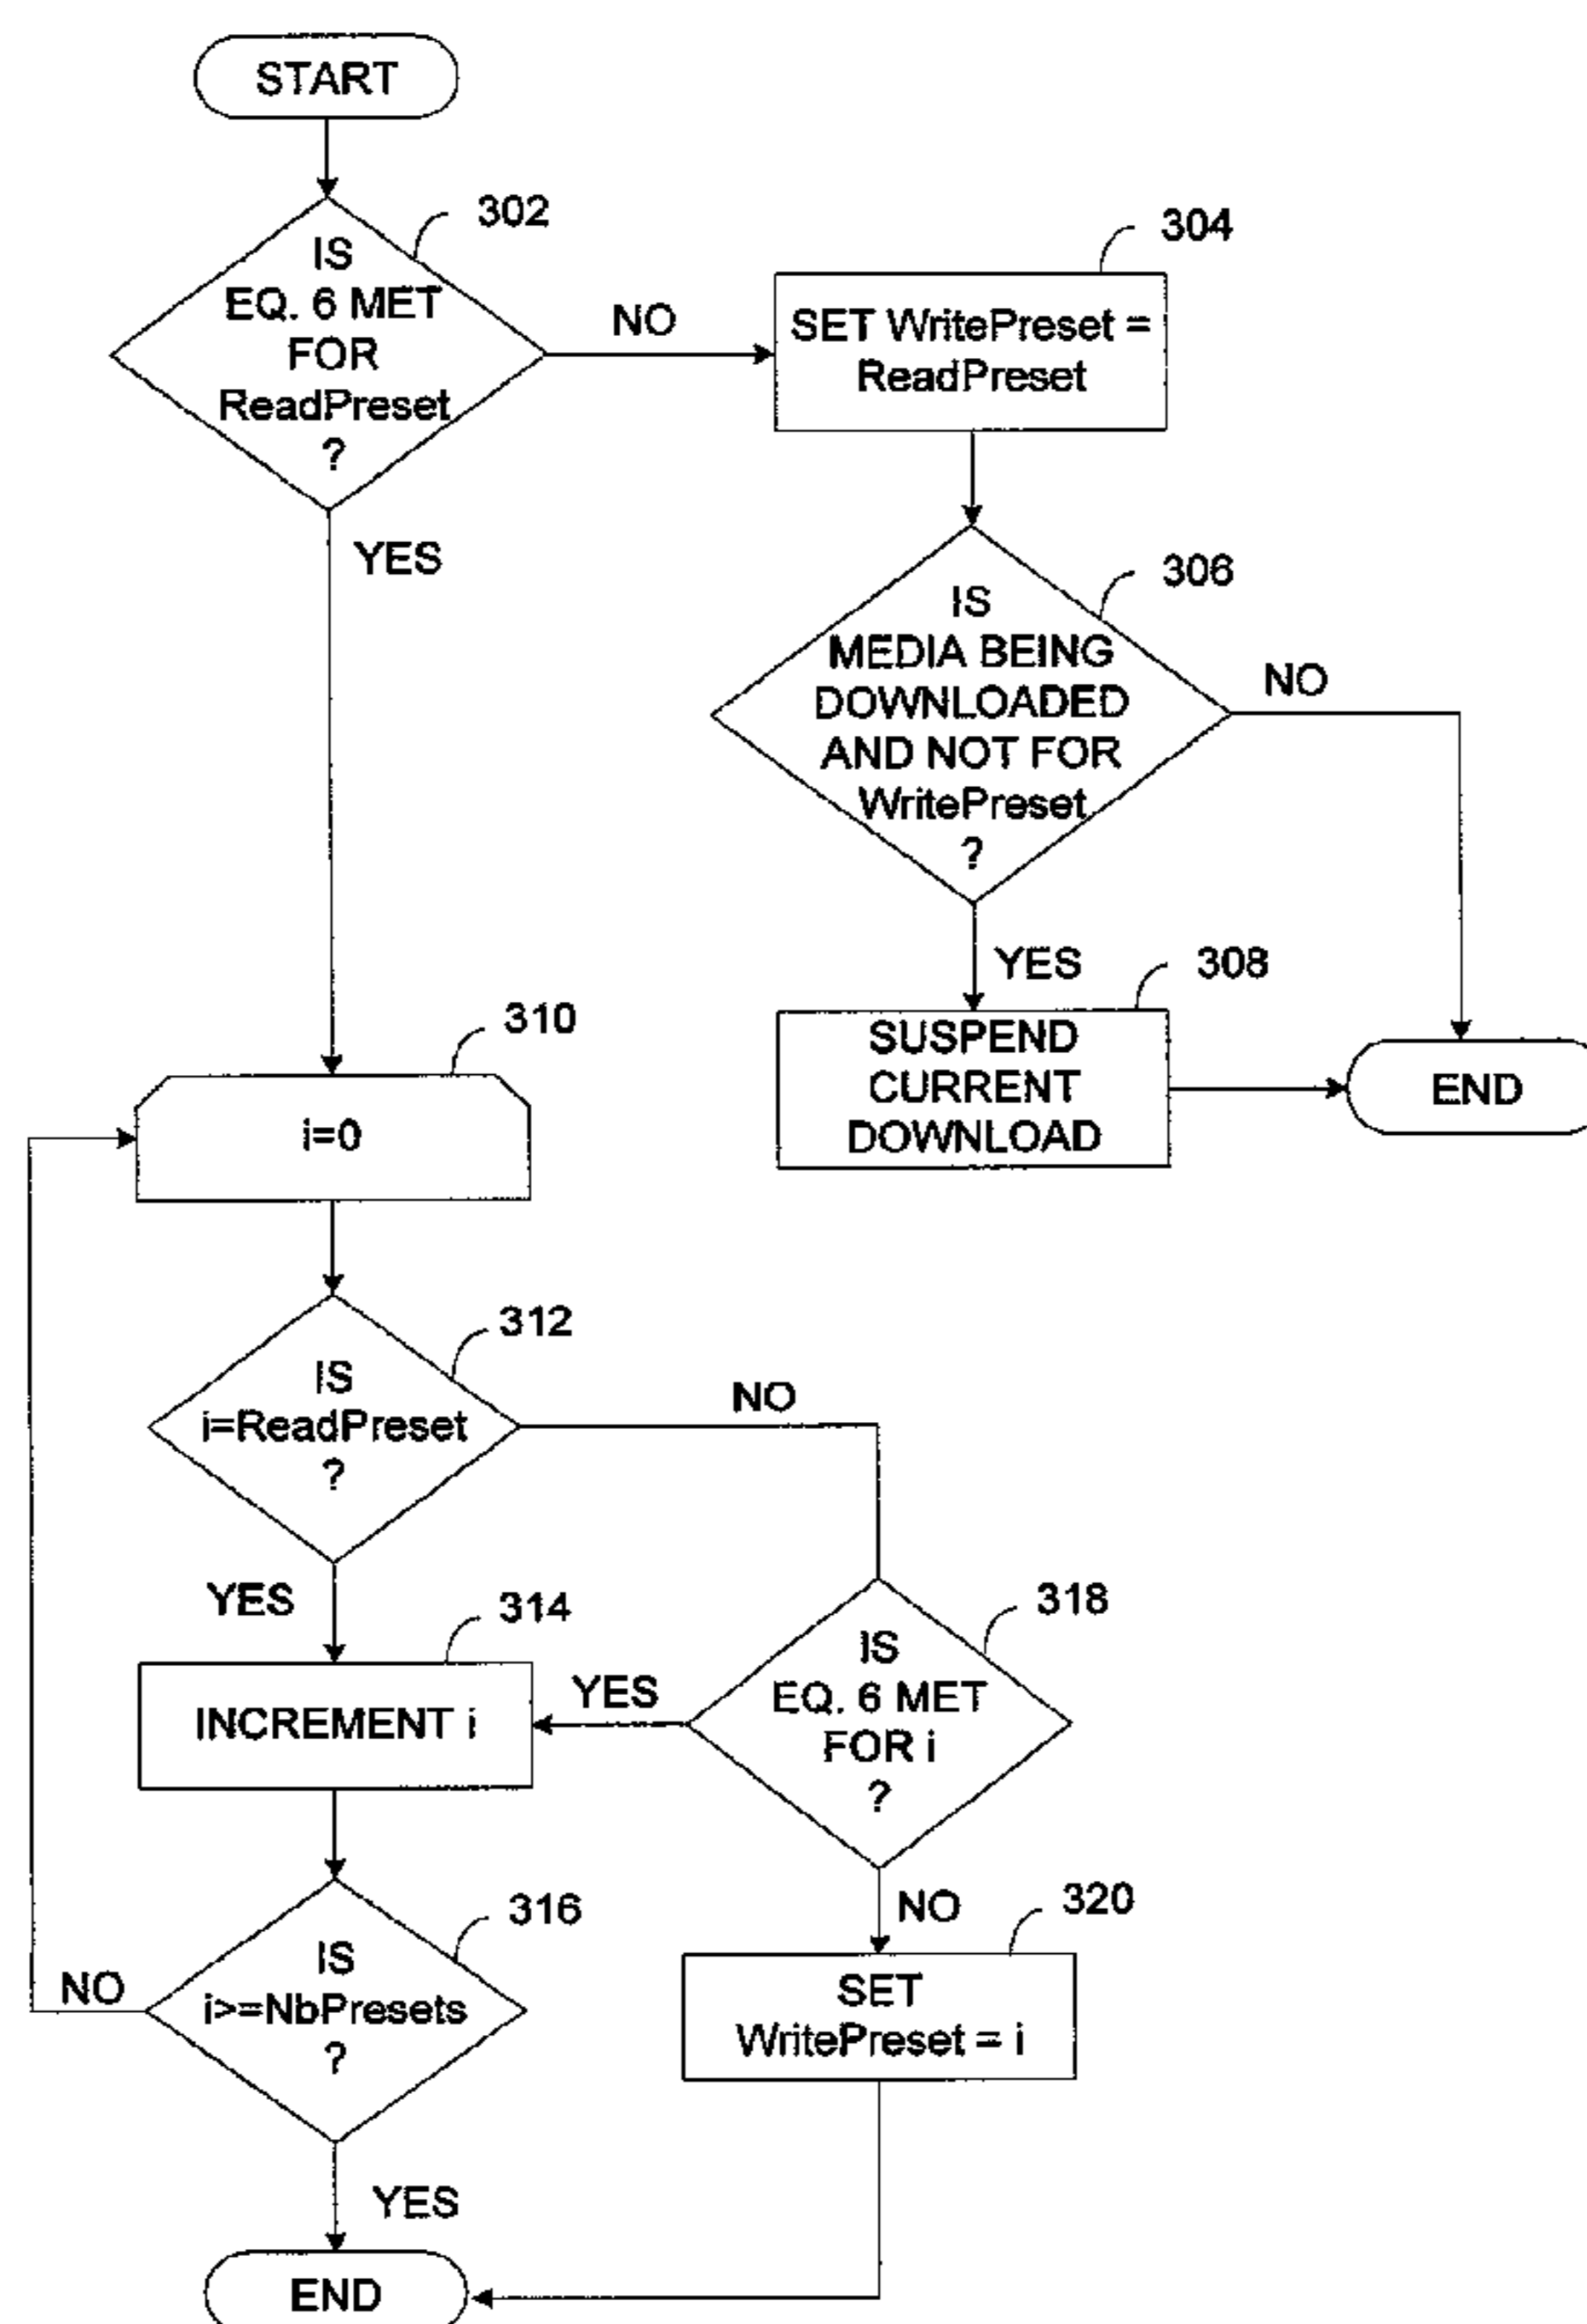 START
302
IS
EQ. 6 MET
FOR
ReadPreset
?
NO
304
SET WritePreset =
ReadPreset
YES
306
IS
MEDIA BEING
DOWNLOADED
AND NOT FOR
WritePreset
?
NO
YES
308
SUSPEND
CURRENT
DOWNLOAD
END
310
i=0
312
IS
i=ReadPreset
?
NO
YES
314
INCREMENT i
318
IS
EQ. 6 MET
FOR i
?
YES
NO
316
IS
i>=NbPresets
?
NO
320
SET
WritePreset = i
YES
END